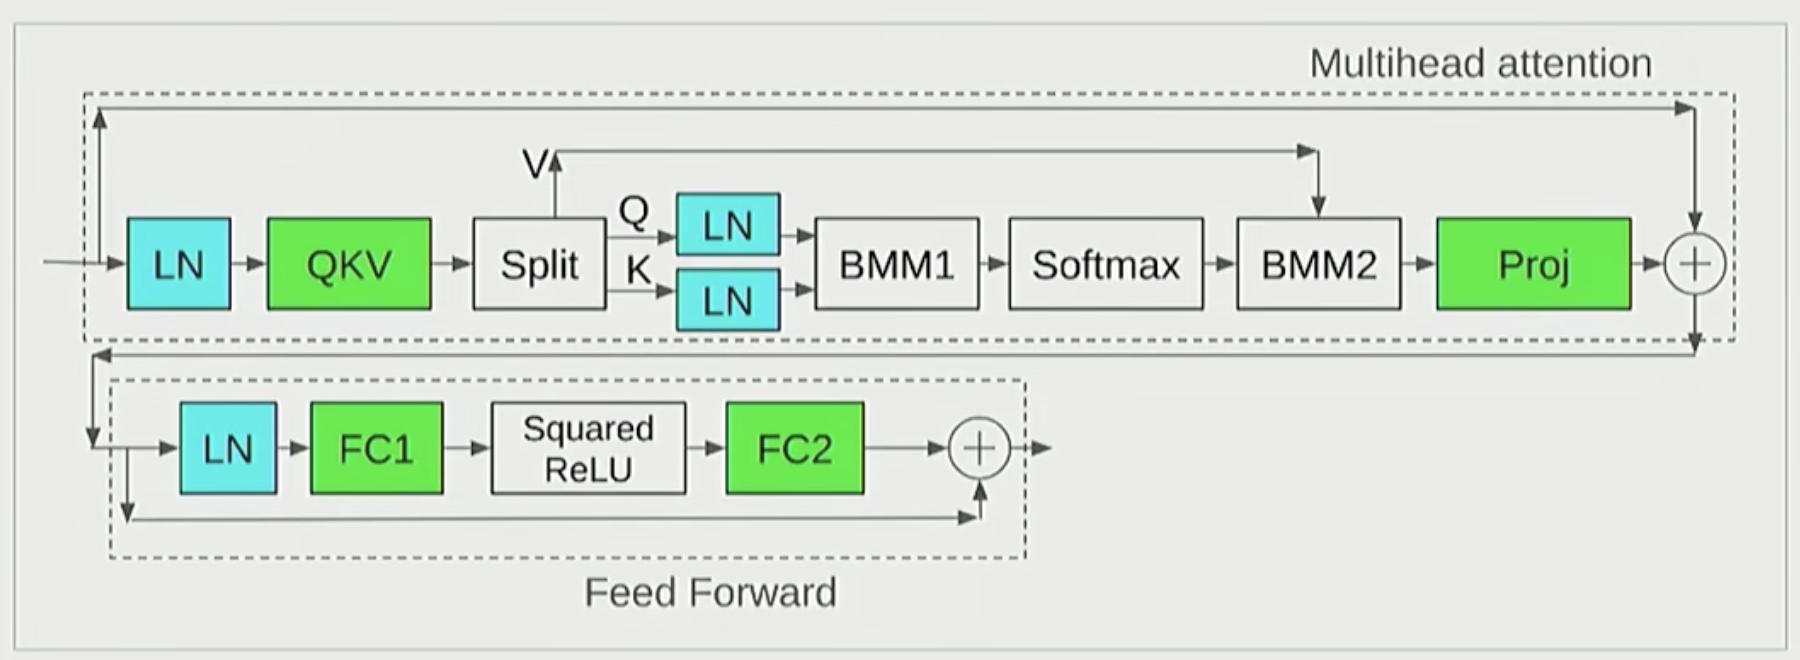 Multihead attention
V
Q
K
LN
QKV
Split
LN
LN
BMM1
Softmax
BMM2
Proj
LN
FC1
Squared
ReLU
FC2
Feed Forward